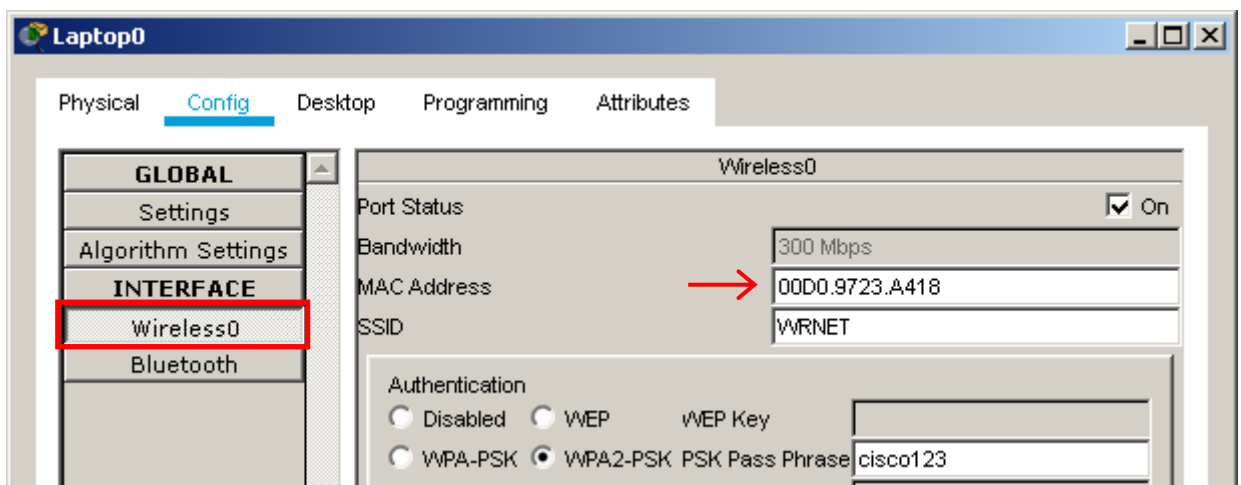 Laptop0
Physical Config Desktop Programming Attributes
GLOBAL
Settings
Algorithm Settings
INTERFACE
Wireless0
Bluetooth
Wireless0
Port Status On
Bandwidth 300 Mbps
MAC Address 00D0.9723.A418
SSID WRNET
Authentication
Disabled WEP WEP Key
WPA-PSK WPA2-PSK PSK Pass Phrase cisco123